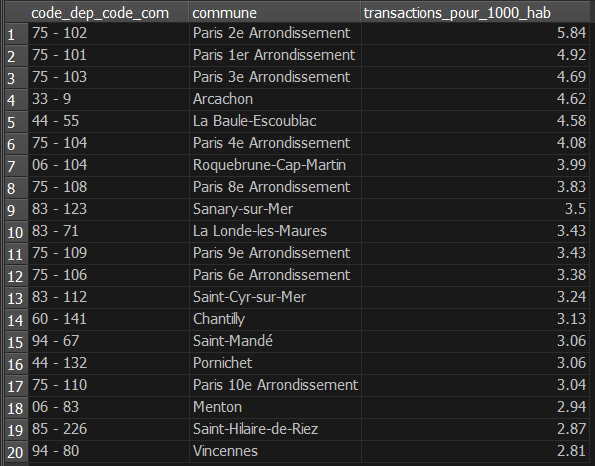 code_dep_code_com commune transactions_pour_1000_hab
1 75 - 102 Paris 2e Arrondissement 5.84
2 75 - 101 Paris 1er Arrondissement 4.92
3 75 - 103 Paris 3e Arrondissement 4.69
4 33 - 9 Arcachon 4.62
5 44 - 55 La Baule-Escoublac 4.58
6 75 - 104 Paris 4e Arrondissement 4.08
7 06 - 104 Roquebrune-Cap-Martin 3.99
8 75 - 108 Paris 8e Arrondissement 3.83
9 83 - 123 Sanary-sur-Mer 3.5
10 83 - 71 La Londe-les-Maures 3.43
11 75 - 109 Paris 9e Arrondissement 3.43
12 75 - 106 Paris 6e Arrondissement 3.38
13 83 - 112 Saint-Cyr-sur-Mer 3.24
14 60 - 141 Chantilly 3.13
15 94 - 67 Saint-Mandé 3.06
16 44 - 132 Pornichet 3.06
17 75 - 110 Paris 10e Arrondissement 3.04
18 06 - 83 Menton 2.94
19 85 - 226 Saint-Hilaire-de-Riez 2.87
20 94 - 80 Vincennes 2.81